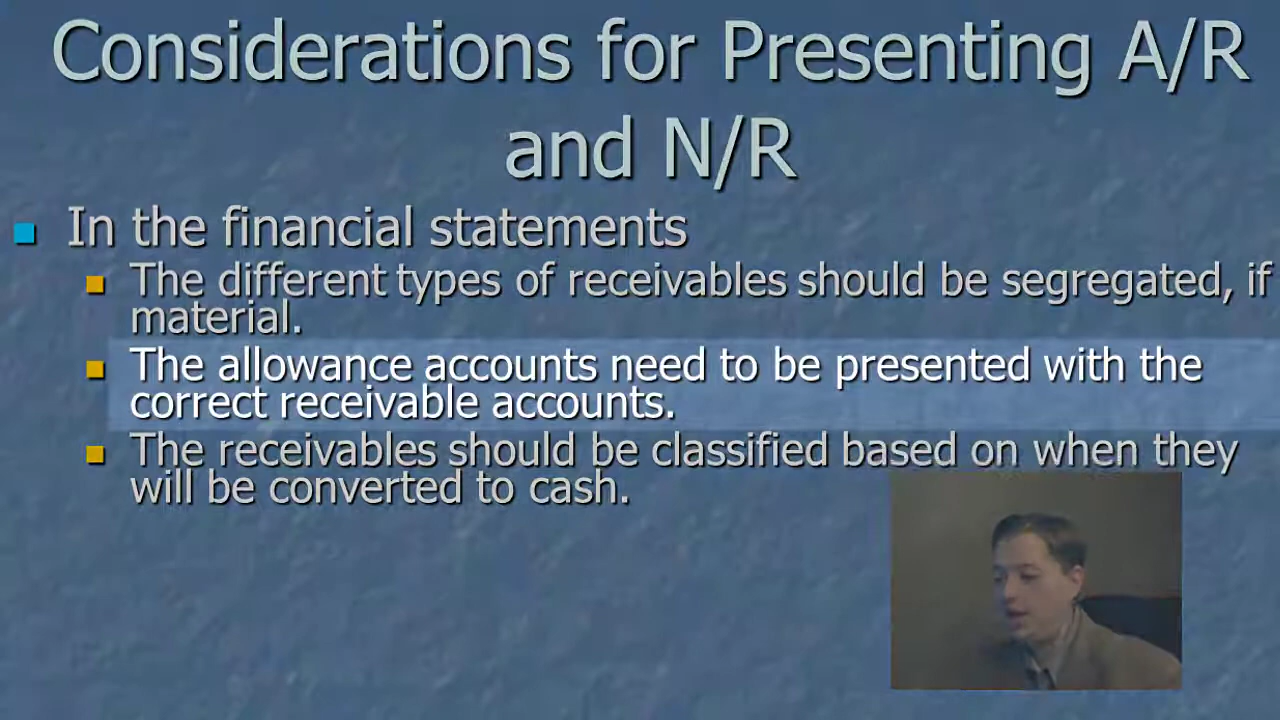 Considerations for Presenting A/R
and N/R
In the financial statements
The different types of receivables should be segregated, if
material.
The allowance accounts need to be presented with the
correct receivable accounts.
The receivables should be classified based on when they
will be converted to cash.